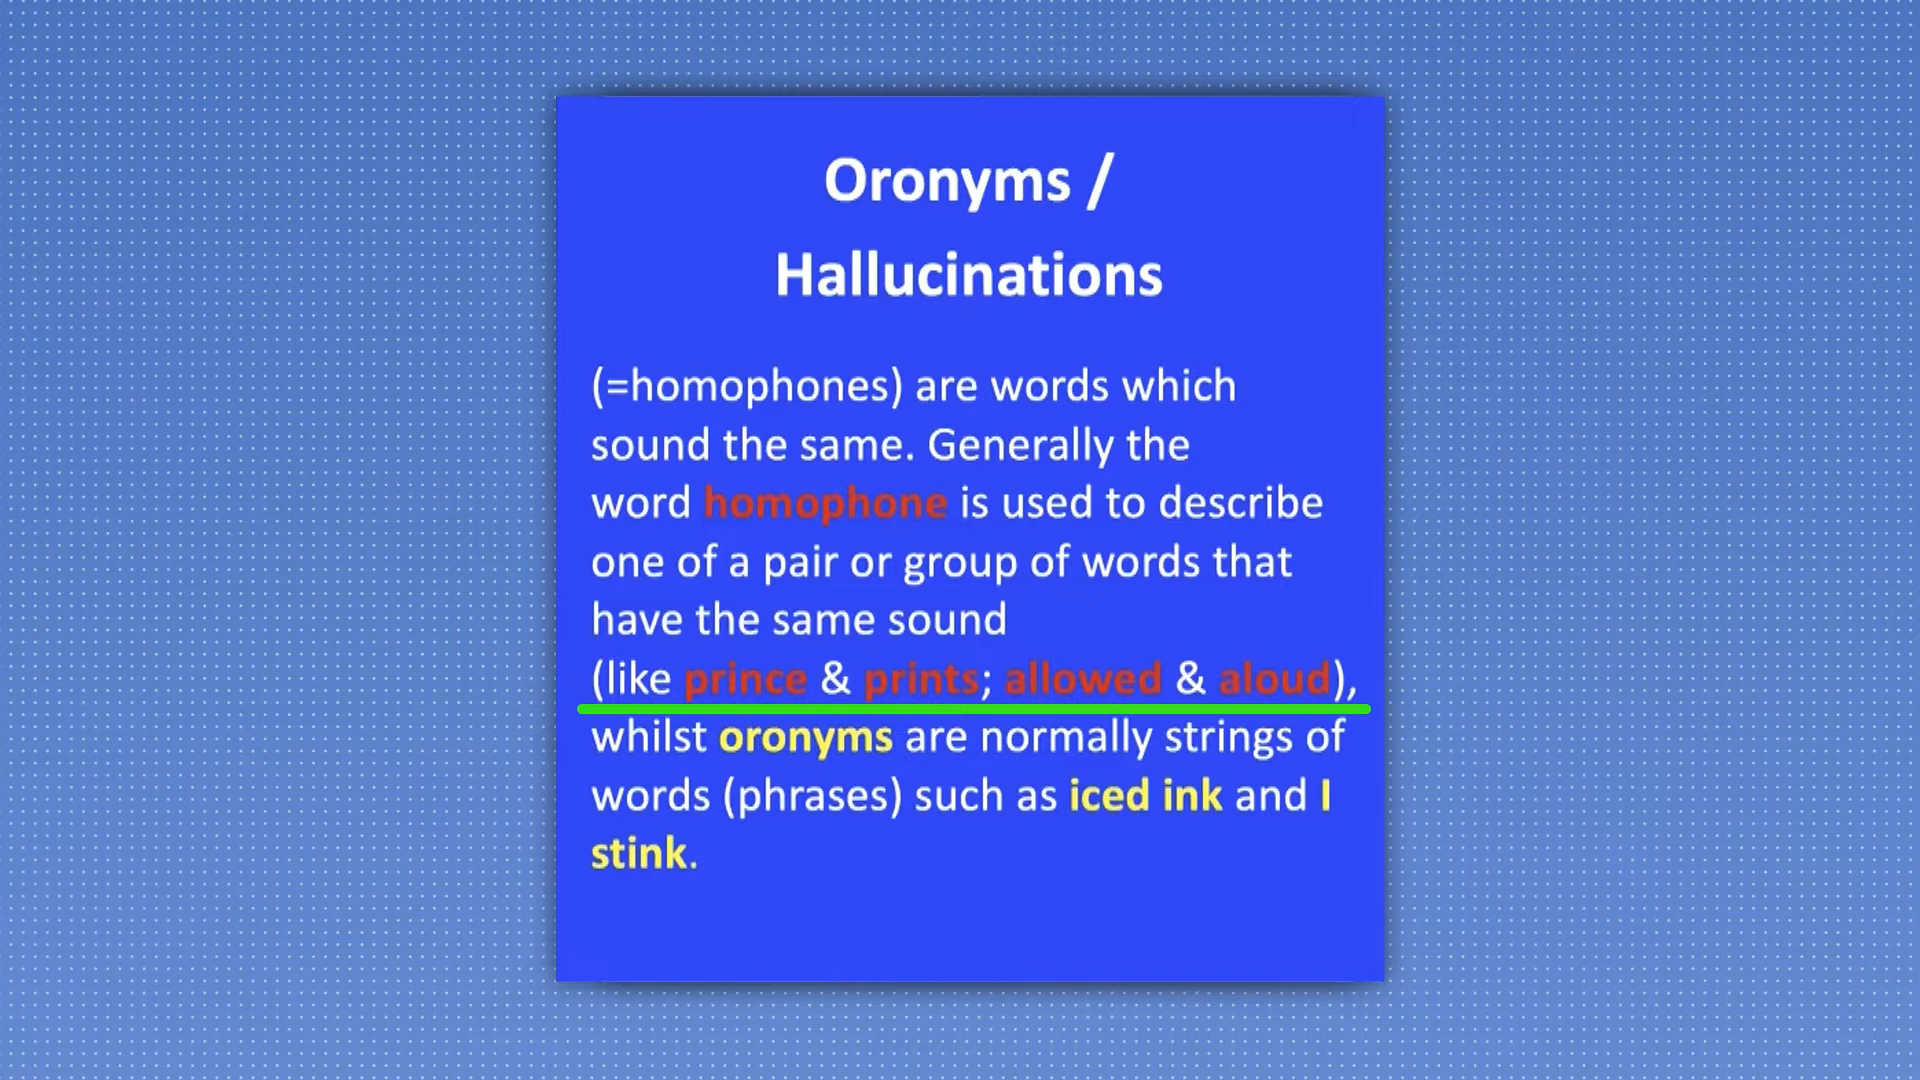 Oronyms /
Hallucinations
(=homophones) are words which
sound the same. Generally the
word homophone is used to describe
one of a pair or group of words that
have the same sound
(like prince & prints; allowed & aloud),
whilst oronyms are normally strings of
words (phrases) such as iced ink and I
stink.